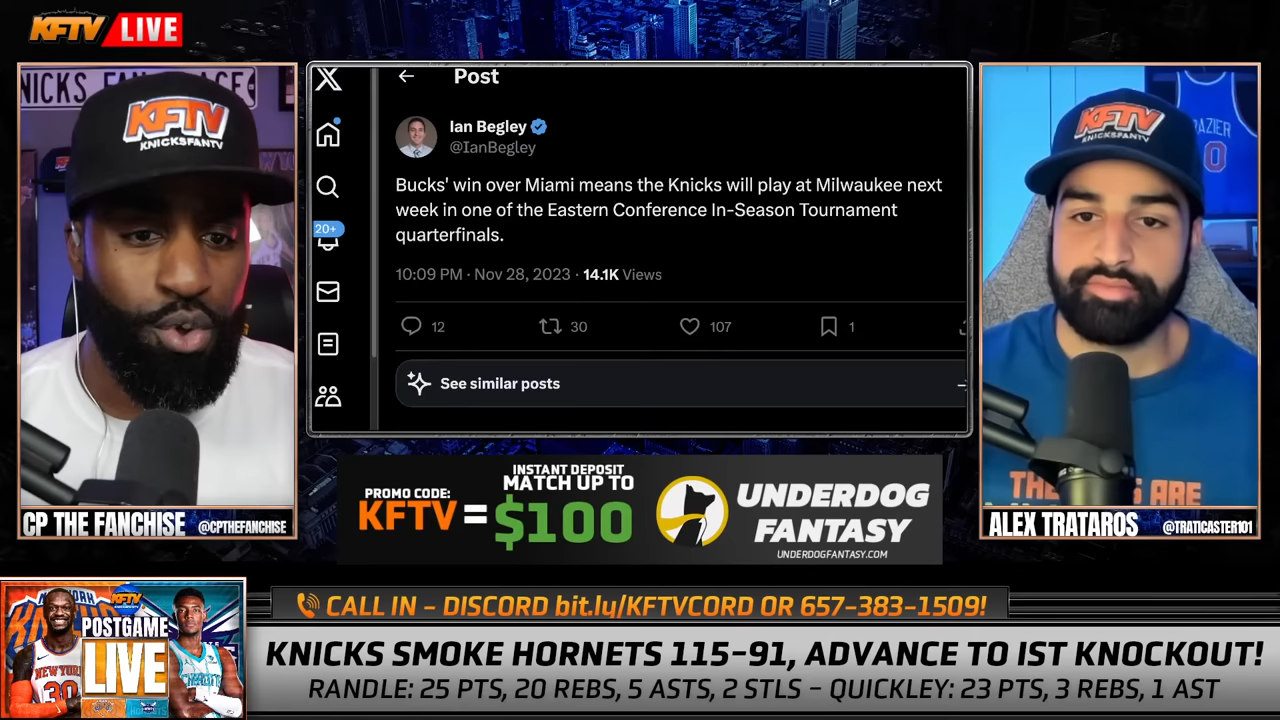 KFTV LIVE
KFTV
KNICKSFANTV
CP THE FANCHISE @CPTHEFANCHISE
Post
Ian Begley
@IanBegley
Bucks' win over Miami means the Knicks will play at Milwaukee next
week in one of the Eastern Conference In-Season Tournament
quarterfinals.
10:09 PM · Nov 28, 2023 · 14.1K Views
12 30 107 1
See similar posts
20+
KFTV
KNICKSFANTV
ALEX TRATAROS @TRATICASTER101
PROMO CODE:
KFTV
=
INSTANT DEPOSIT
MATCH UP TO
$100
UNDERDOG
FANTASY
UNDERDOGFANTASY.COM
CALL IN - DISCORD bit.ly/KFTVCORD OR 657-383-1509!
KFTV
POSTGAME
LIVE
NEW YORK
30
KNICKS SMOKE HORNETS 115-91, ADVANCE TO IST KNOCKOUT!
RANDLE: 25 PTS, 20 REBS, 5 ASTS, 2 STLS - QUICKLEY: 23 PTS, 3 REBS, 1 AST